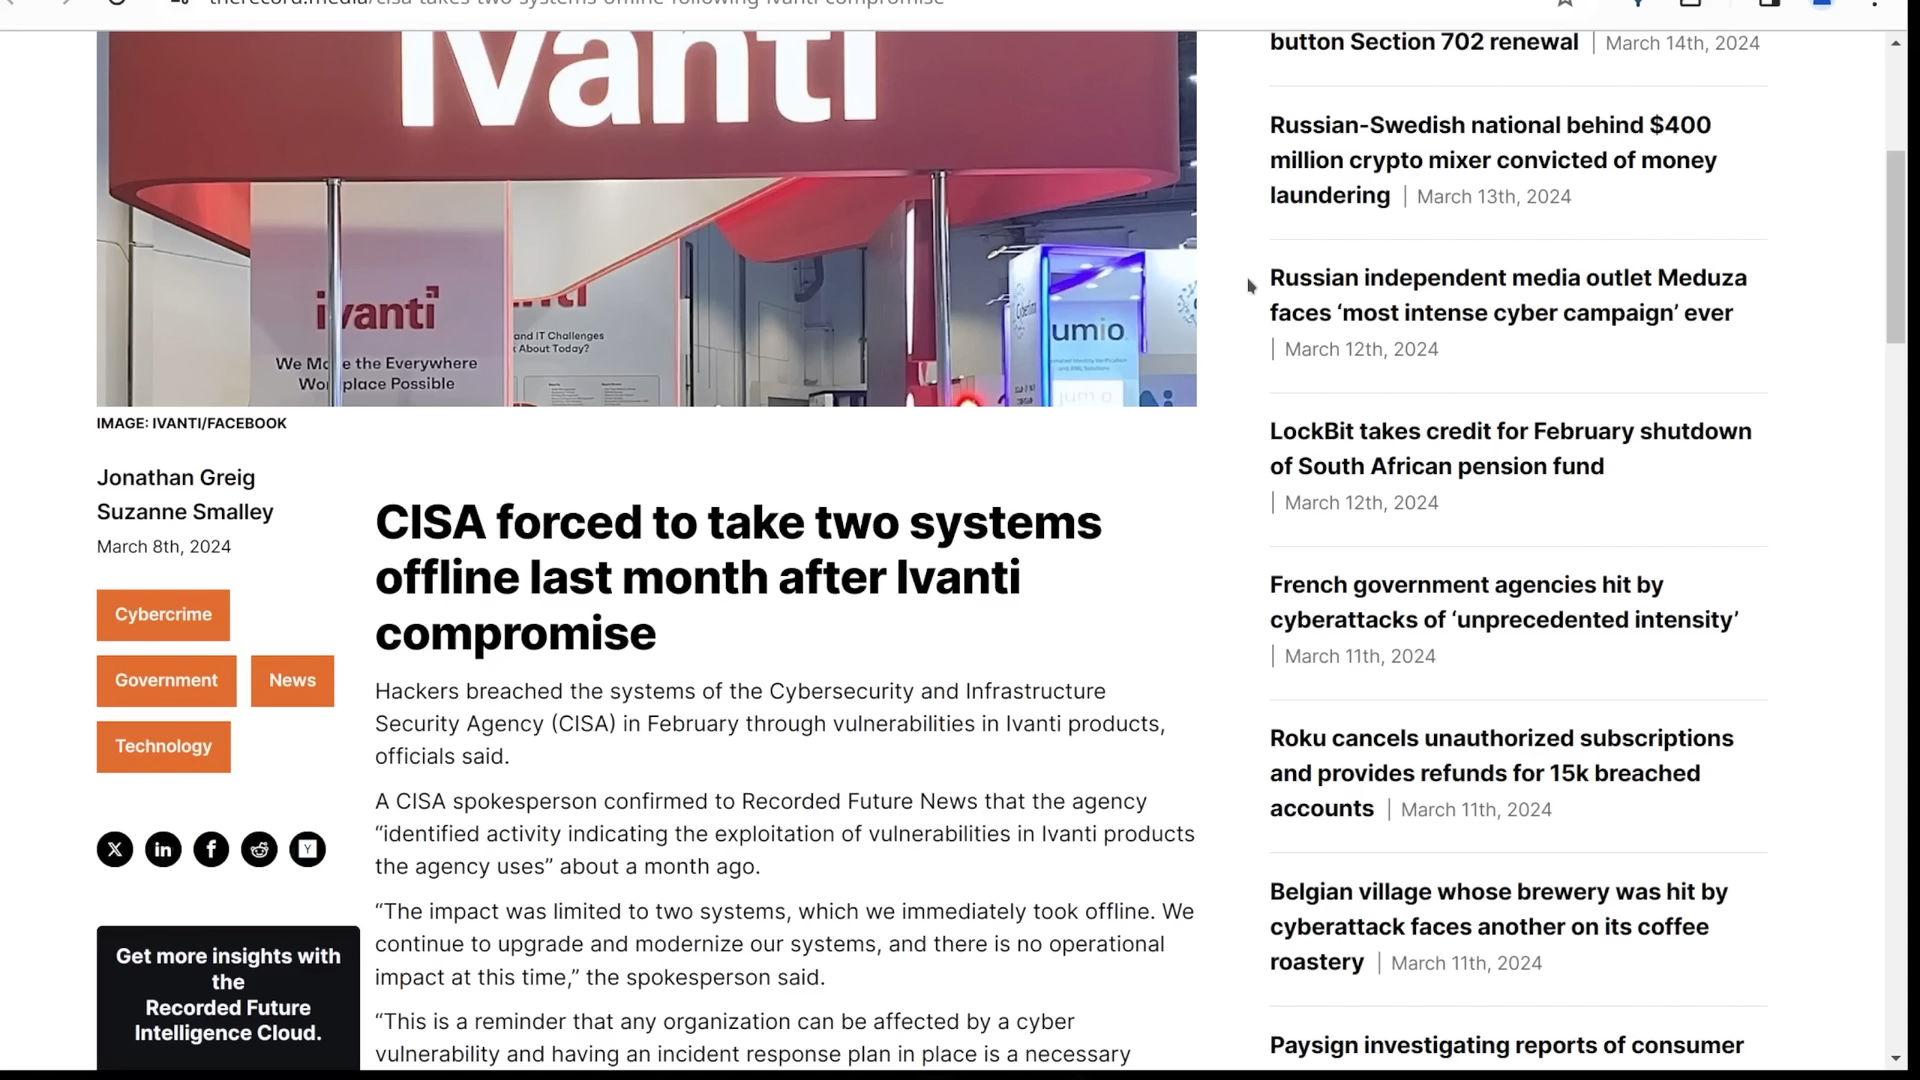 therecord.media/cisa-takes-two-systems-offline-following-ivanti-compromise
ivanti
ivanti
We Make the Everywhere
Workplace Possible
and IT Challenges
About Today?
umio
IMAGE: IVANTI/FACEBOOK
Jonathan Greig
Suzanne Smalley
March 8th, 2024
Cybercrime
Government
News
Technology
Get more insights with
the
Recorded Future
Intelligence Cloud.
CISA forced to take two systems
offline last month after Ivanti
compromise
Hackers breached the systems of the Cybersecurity and Infrastructure
Security Agency (CISA) in February through vulnerabilities in Ivanti products,
officials said.
A CISA spokesperson confirmed to Recorded Future News that the agency
“identified activity indicating the exploitation of vulnerabilities in Ivanti products
the agency uses” about a month ago.
“The impact was limited to two systems, which we immediately took offline. We
continue to upgrade and modernize our systems, and there is no operational
impact at this time,” the spokesperson said.
“This is a reminder that any organization can be affected by a cyber
vulnerability and having an incident response plan in place is a necessary
button Section 702 renewal | March 14th, 2024
Russian-Swedish national behind $400
million crypto mixer convicted of money
laundering | March 13th, 2024
Russian independent media outlet Meduza
faces ‘most intense cyber campaign’ ever
| March 12th, 2024
LockBit takes credit for February shutdown
of South African pension fund
| March 12th, 2024
French government agencies hit by
cyberattacks of ‘unprecedented intensity’
| March 11th, 2024
Roku cancels unauthorized subscriptions
and provides refunds for 15k breached
accounts | March 11th, 2024
Belgian village whose brewery was hit by
cyberattack faces another on its coffee
roastery | March 11th, 2024
Paysign investigating reports of consumer